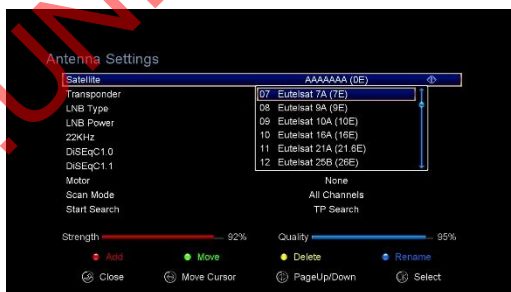 Antenna Settings
Satellite AAAAAAA (0E)
Transponder 07 Eutelsat 7A (7E)
LNB Type 08 Eutelsat 9A (9E)
LNB Power 09 Eutelsat 10A (10E)
22KHz 10 Eutelsat 16A (16E)
DiSEqC1.0 11 Eutelsat 21A (21.6E)
DiSEqC1.1 12 Eutelsat 25B (26E)
Motor None
Scan Mode All Channels
Start Search TP Search
Strength 92% Quality 95%
Add Move Delete Rename
Close Move Cursor PageUp/Down Select